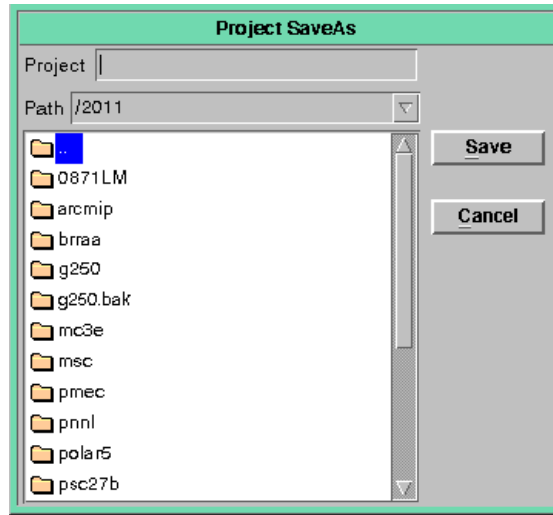 Project SaveAs
Project
Path /2011
..
Save
0871LM
arcmip
Cancel
brraa
g250
g250.bak
mc3e
msc
pmec
pnnl
polar5
psc27b